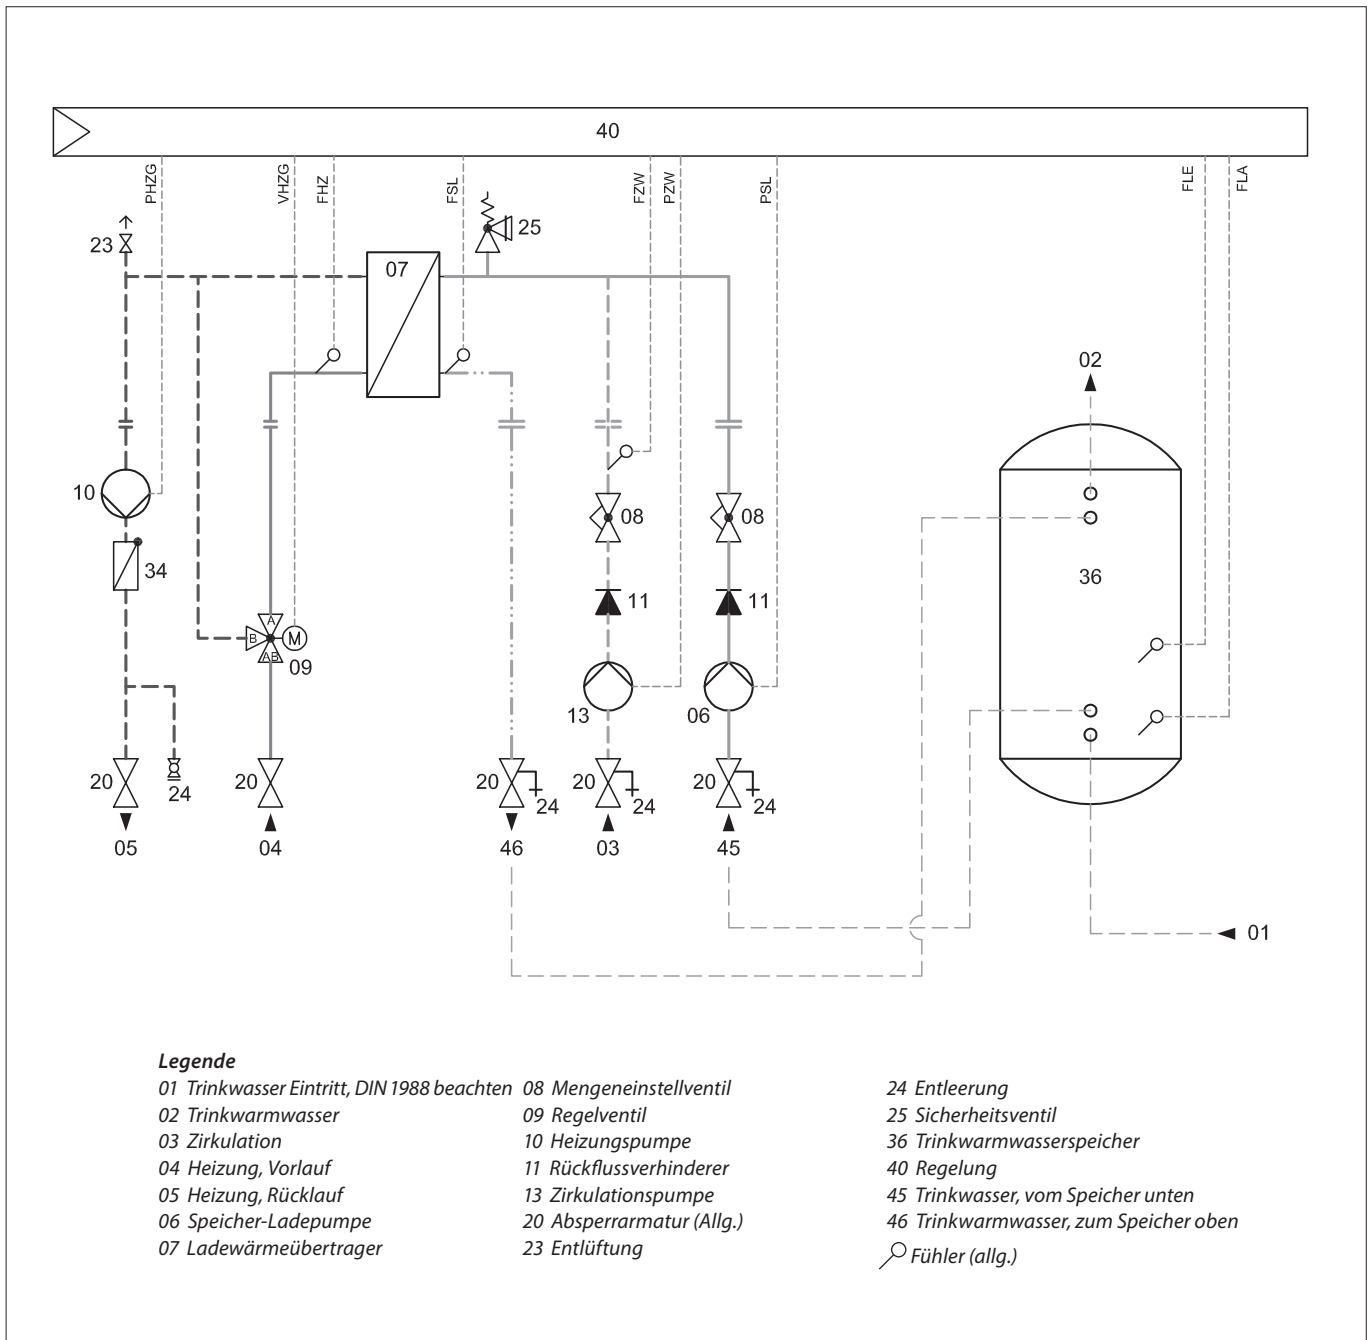 40
PHZG
VHZG
FHZ
FSL
FZW
PZW
PSL
FLE
FLA
23
25
07
02
10
08
08
34
11
11
36
A
B
M
AB
09
13
06
20
24
20
20
24
20
24
20
24
05
04
46
03
45
01
Legende
01 Trinkwasser Eintritt, DIN 1988 beachten
02 Trinkwarmwasser
03 Zirkulation
04 Heizung, Vorlauf
05 Heizung, Rücklauf
06 Speicher-Ladepumpe
07 Ladewärmeübertrager
08 Mengeneinstellventil
09 Regelventil
10 Heizungspumpe
11 Rückflussverhinderer
13 Zirkulationspumpe
20 Absperrarmatur (Allg.)
23 Entlüftung
24 Entleerung
25 Sicherheitsventil
36 Trinkwarmwasserspeicher
40 Regelung
45 Trinkwasser, vom Speicher unten
46 Trinkwarmwasser, zum Speicher oben
Fühler (allg.)